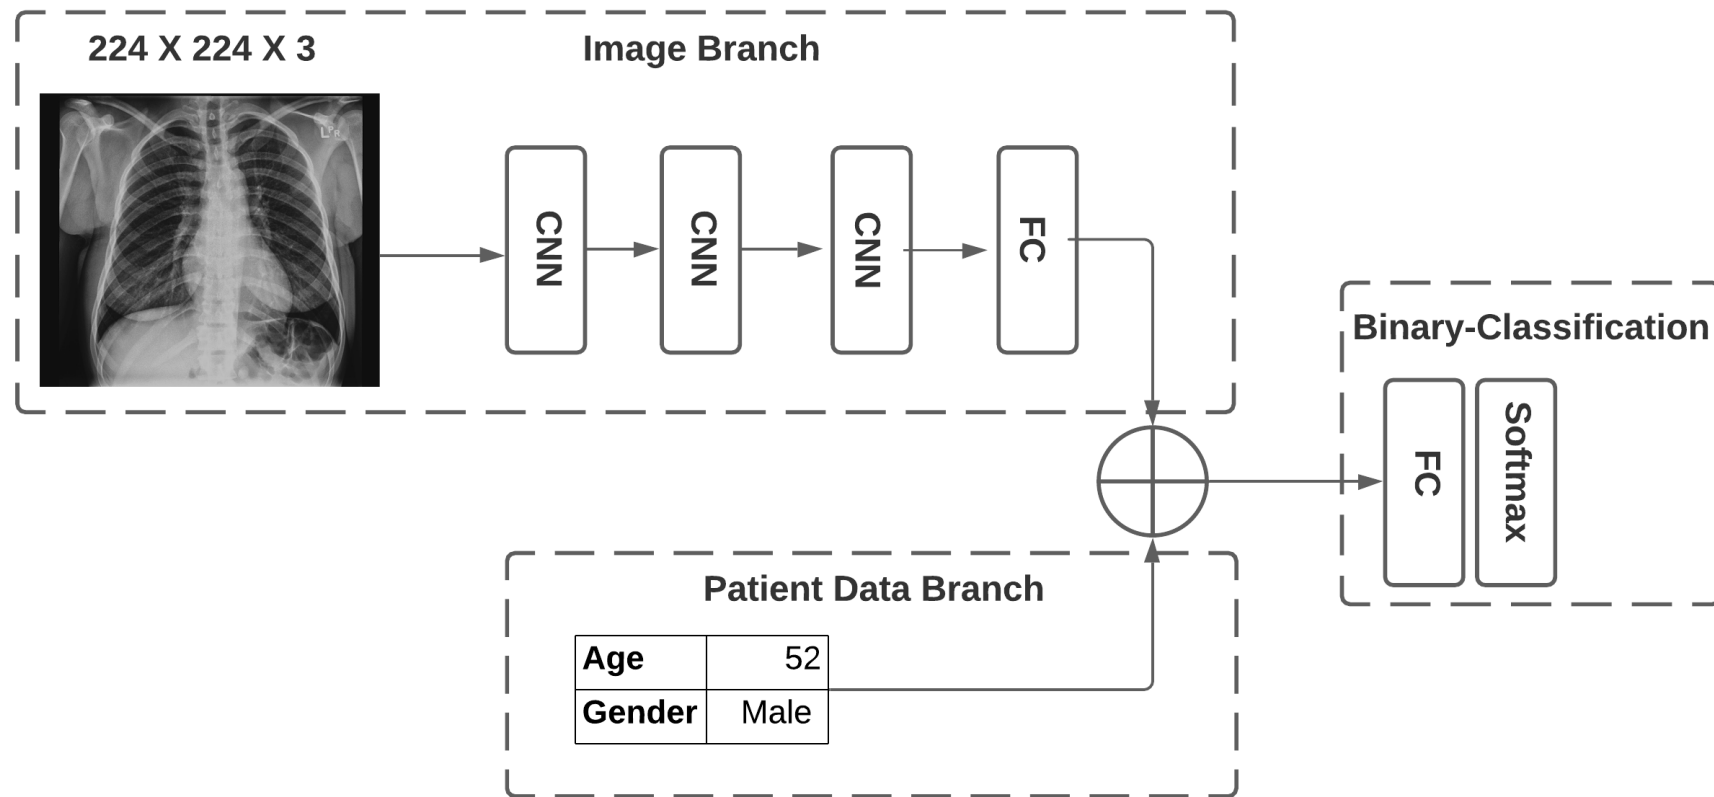 224 X 224 X 3
Image Branch
CNN
CNN
CNN
FC
Binary-Classification
FC
Softmax
Patient Data Branch
Age 52
Gender Male